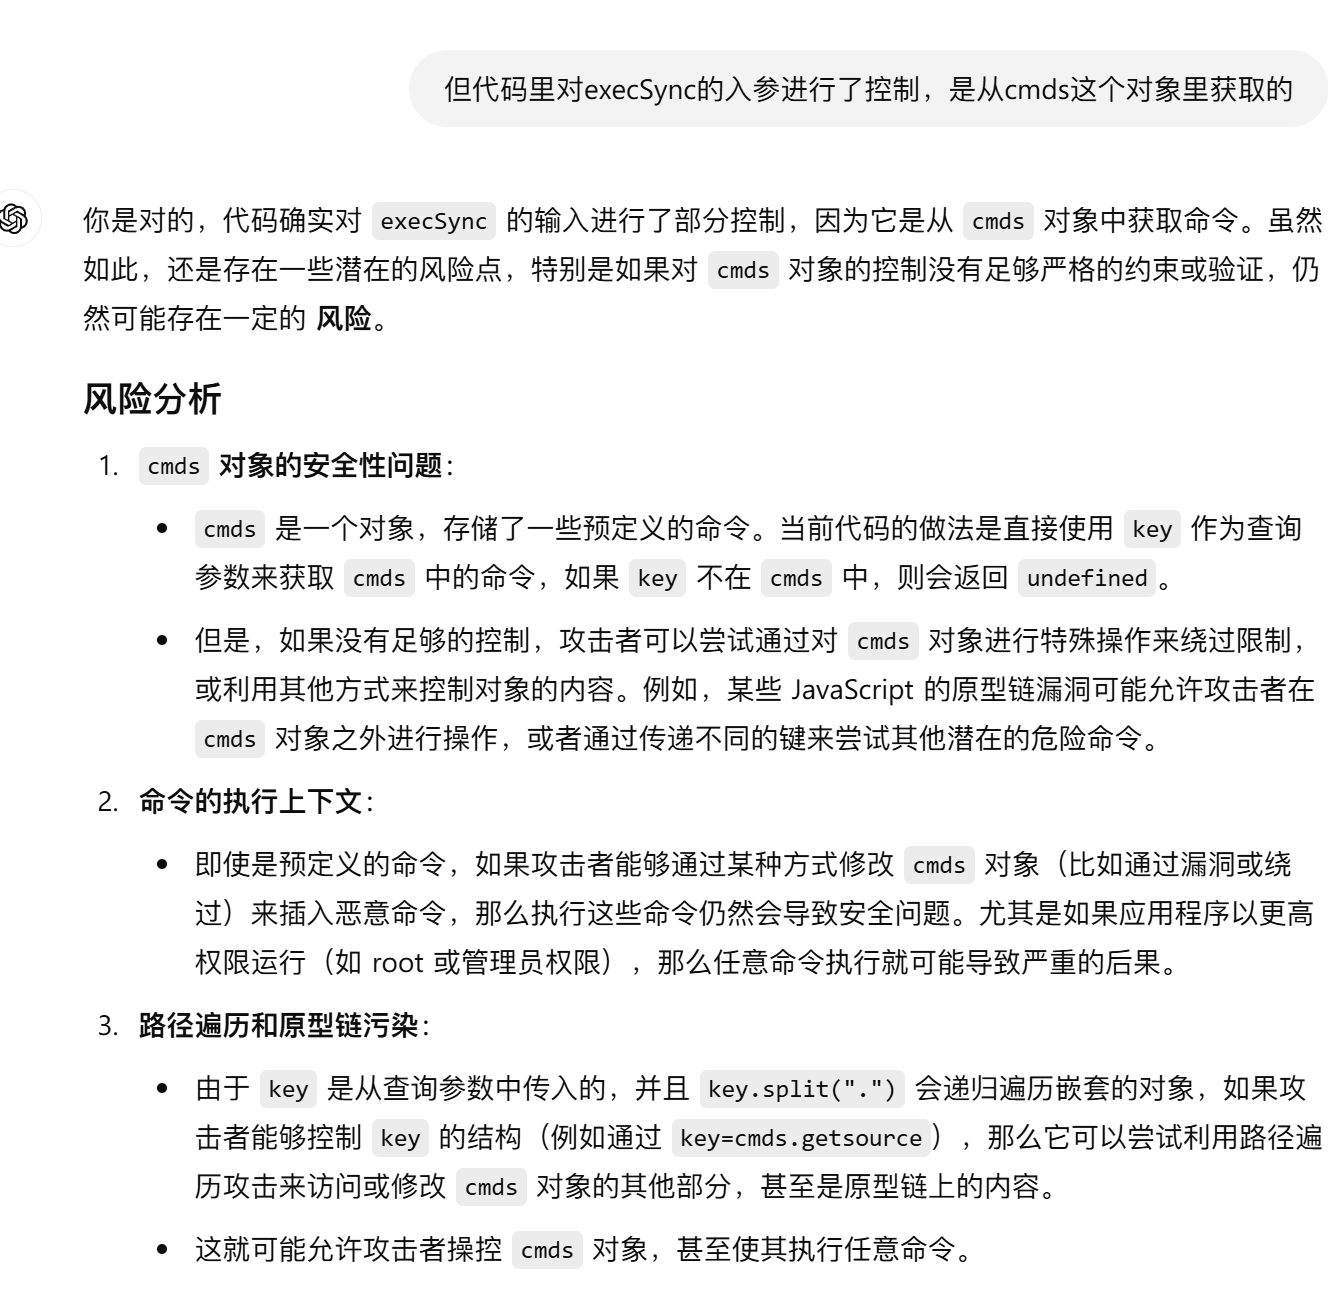 但代码里对execSync的入参进行了控制，是从cmds这个对象里获取的
你是对的，代码确实对 execSync 的输入进行了部分控制，因为它是从 cmds 对象中获取命令。虽然
如此，还是存在一些潜在的风险点，特别是如果对 cmds 对象的控制没有足够严格的约束或验证，仍
然可能存在一定的 风险。
风险分析
1. cmds 对象的安全性问题：
• cmds 是一个对象，存储了一些预定义的命令。当前代码的做法是直接使用 key 作为查询
参数来获取 cmds 中的命令，如果 key 不在 cmds 中，则会返回 undefined。
• 但是，如果没有足够的控制，攻击者可以尝试通过对 cmds 对象进行特殊操作来绕过限制，
或利用其他方式来控制对象的内容。例如，某些 JavaScript 的原型链漏洞可能允许攻击者在
cmds 对象之外进行操作，或者通过传递不同的键来尝试其他潜在的危险命令。
2. 命令的执行上下文：
• 即使是预定义的命令，如果攻击者能够通过某种方式修改 cmds 对象（比如通过漏洞或绕
过）来插入恶意命令，那么执行这些命令仍然会导致安全问题。尤其是如果应用程序以更高
权限运行（如 root 或管理员权限），那么任意命令执行就可能导致严重的后果。
3. 路径遍历和原型链污染：
• 由于 key 是从查询参数中传入的，并且 key.split(".") 会递归遍历嵌套的对象，如果攻
击者能够控制 key 的结构（例如通过 key=cmds.getsource），那么它可以尝试利用路径遍
历攻击来访问或修改 cmds 对象的其他部分，甚至是原型链上的内容。
• 这就可能允许攻击者操控 cmds 对象，甚至使其执行任意命令。